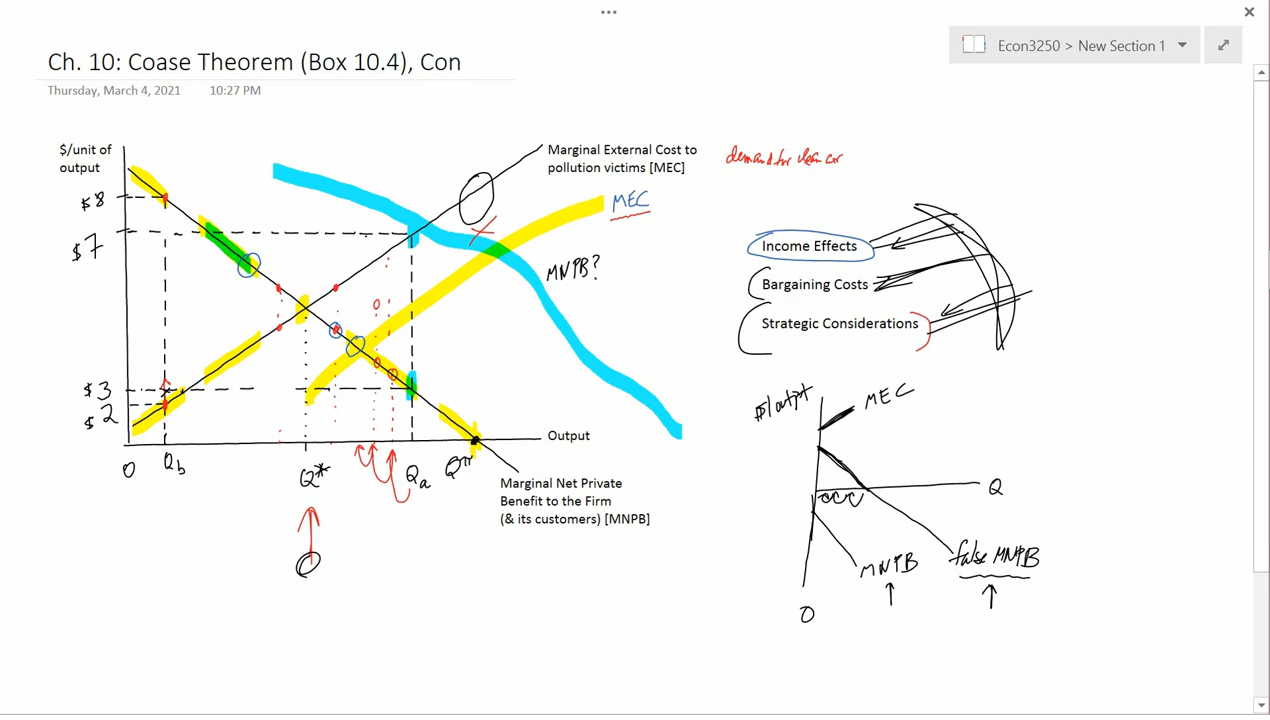 Econ3250 > New Section 1
Ch. 10: Coase Theorem (Box 10.4), Con
Thursday, March 4, 2021 10:27 PM
$/unit of
output
Marginal External Cost to
pollution victims [MEC]
demand for clean air
$8
MEC
$7
Income Effects
MNPB?
Bargaining Costs
Strategic Considerations
$3
$2
$/output
MEC
Output
0
Qb
Q*
Qa
Qπ
Q
Marginal Net Private
Benefit to the Firm
(& its customers) [MNPB]
MNPB
false MNPB
0